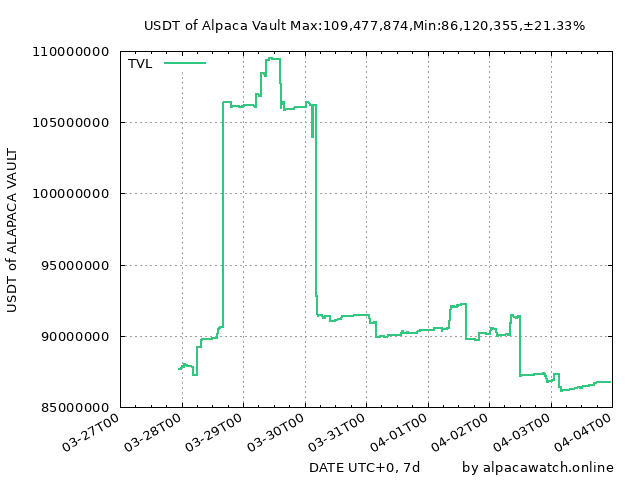 USDT of Alpaca Vault Max:109,477,874,Min:86,120,355,±21.33%
TVL
USDT of ALAPACA VAULT
110000000
105000000
100000000
95000000
90000000
85000000
03-27T00
03-28T00
03-29T00
03-30T00
03-31T00
04-01T00
04-02T00
04-03T00
04-04T00
DATE UTC+0, 7d
by alpacawatch.online